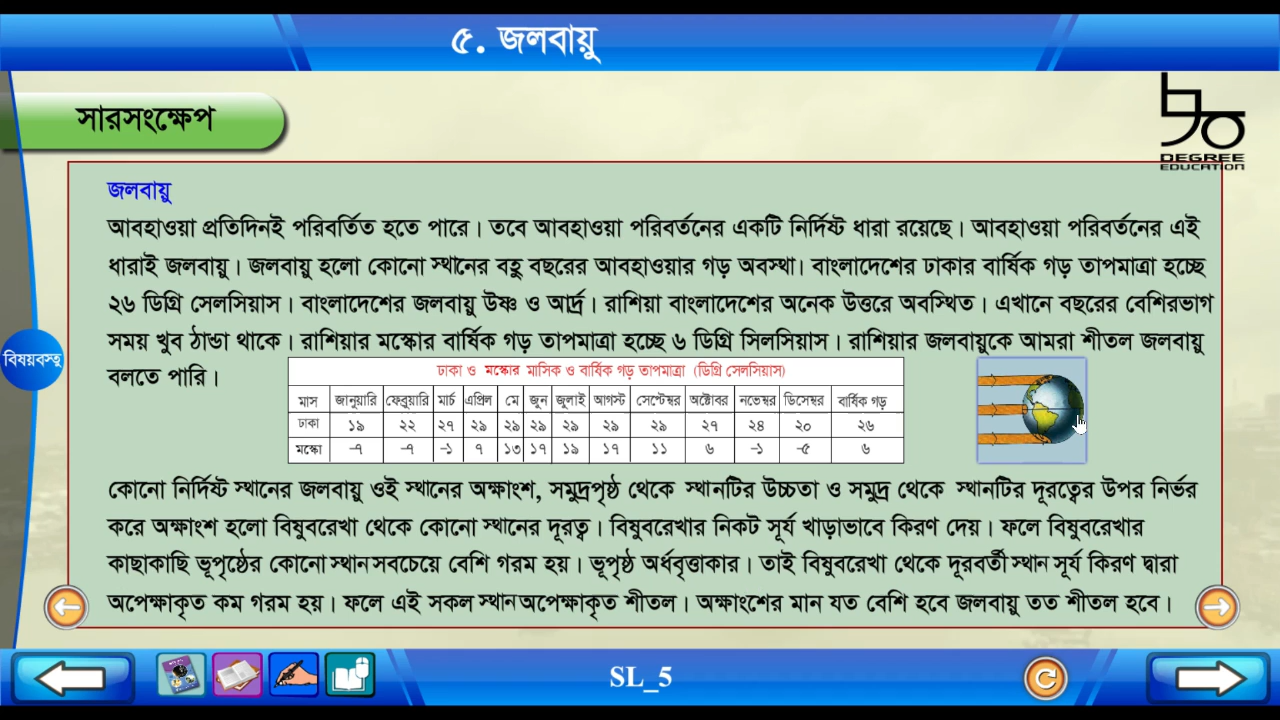 ৫. জলবায়ু
সারসংক্ষেপ
DEGREE
EDUCATION
জলবায়ু
আবহাওয়া প্রতিদিনই পরিবর্তিত হতে পারে। তবে আবহাওয়া পরিবর্তনের একটি নির্দিষ্ট ধারা রয়েছে। আবহাওয়া পরিবর্তনের এই
ধারাই জলবায়ু। জলবায়ু হলো কোনো স্থানের বহু বছরের আবহাওয়ার গড় অবস্থা। বাংলাদেশের ঢাকার বার্ষিক গড় তাপমাত্রা হচ্ছে
২৬ ডিগ্রি সেলসিয়াস। বাংলাদেশের জলবায়ু উষ্ণ ও আর্দ্র। রাশিয়া বাংলাদেশের অনেক উত্তরে অবস্থিত। এখানে বছরের বেশিরভাগ
সময় খুব ঠান্ডা থাকে। রাশিয়ার মস্কোর বার্ষিক গড় তাপমাত্রা হচ্ছে ৬ ডিগ্রি সিলসিয়াস। রাশিয়ার জলবায়ুকে আমরা শীতল জলবায়ু
বলতে পারি।
ঢাকা ও মস্কোর মাসিক ও বার্ষিক গড় তাপমাত্রা (ডিগ্রি সেলসিয়াস)
মাস জানুয়ারি ফেব্রুয়ারি মার্চ এপ্রিল মে জুন জুলাই আগস্ট সেপ্টেম্বর অক্টোবর নভেম্বর ডিসেম্বর বার্ষিক গড়
ঢাকা ১৯ ২২ ২৭ ২৯ ২৯ ২৯ ২৯ ২৯ ২৯ ২৭ ২৪ ২০ ২৬
মস্কো -৭ -৭ -১ ৭ ১৩ ১৭ ১৯ ১৭ ১১ ৬ -১ -৫ ৬
কোনো নির্দিষ্ট স্থানের জলবায়ু ওই স্থানের অক্ষাংশ, সমুদ্রপৃষ্ঠ থেকে স্থানটির উচ্চতা ও সমুদ্র থেকে স্থানটির দূরত্বের উপর নির্ভর
করে অক্ষাংশ হলো বিষুবরেখা থেকে কোনো স্থানের দূরত্ব। বিষুবরেখার নিকট সূর্য খাড়াভাবে কিরণ দেয়। ফলে বিষুবরেখার
কাছাকাছি ভূপৃষ্ঠের কোনো স্থান সবচেয়ে বেশি গরম হয়। ভূপৃষ্ঠ অর্ধবৃত্তাকার। তাই বিষুবরেখা থেকে দূরবর্তী স্থান সূর্য কিরণ দ্বারা
অপেক্ষাকৃত কম গরম হয়। ফলে এই সকল স্থান অপেক্ষাকৃত শীতল। অক্ষাংশের মান যত বেশি হবে জলবায়ু তত শীতল হবে।
বিষয়বস্তু
SL_5